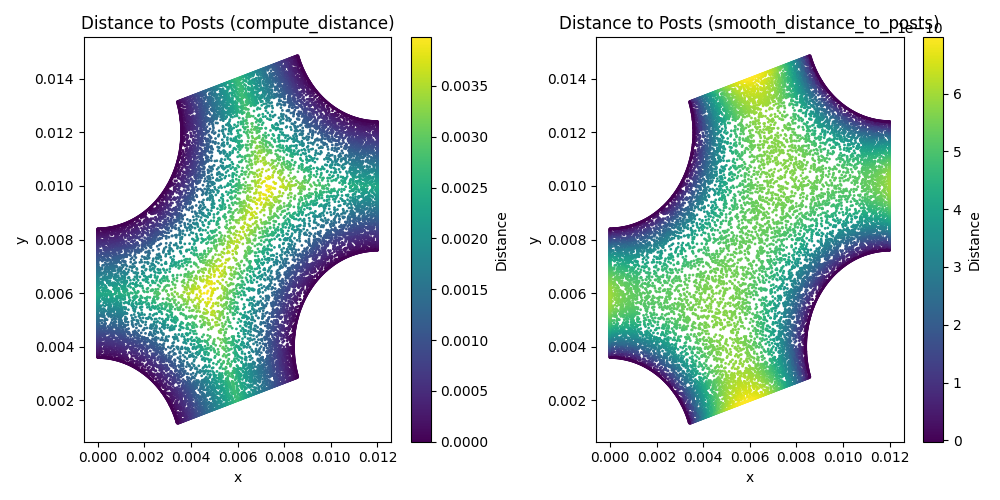 Distance to Posts (compute_distance)
0.014
0.012
0.010
0.008
0.006
0.004
0.002
y
0.000 0.002 0.004 0.006 0.008 0.010 0.012
x
0.0035
0.0030
0.0025
0.0020
0.0015
0.0010
0.0005
0.0000
Distance
Distance to Posts (smooth_distance_to_posts)
1e−10
0.014
0.012
0.010
0.008
0.006
0.004
0.002
y
0.000 0.002 0.004 0.006 0.008 0.010 0.012
x
6
5
4
3
2
1
0
Distance